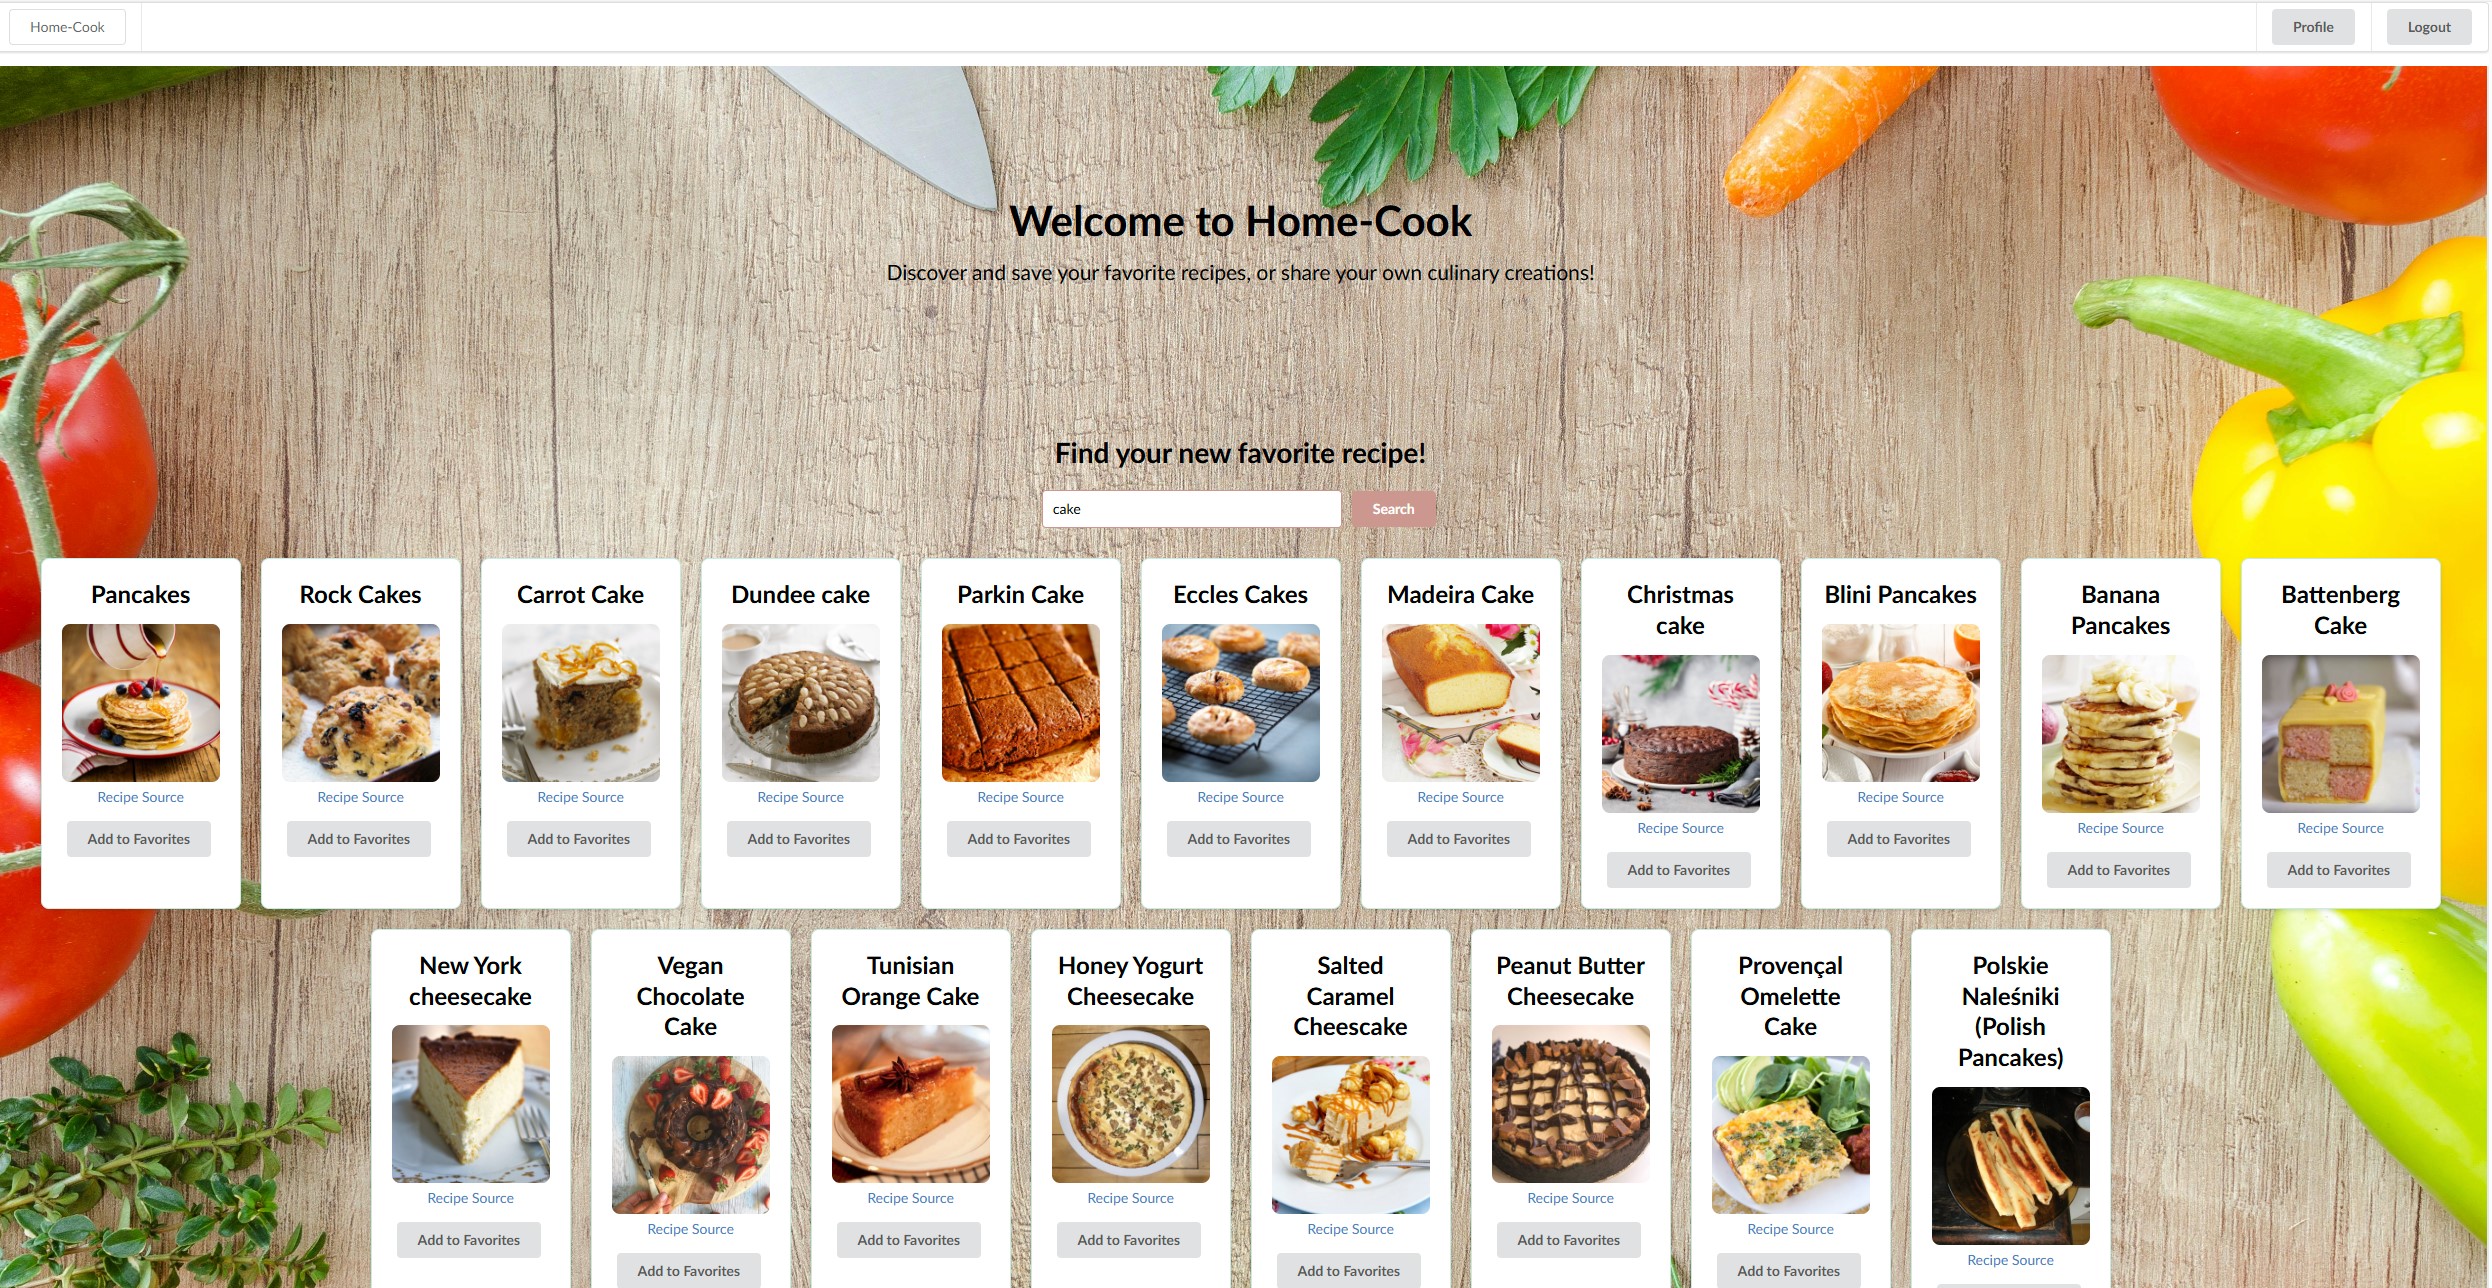 Home-Cook
Profile
Logout
Welcome to Home-Cook
Discover and save your favorite recipes, or share your own culinary creations!
Find your new favorite recipe!
cake
Search
Pancakes
Recipe Source
Add to Favorites
Rock Cakes
Recipe Source
Add to Favorites
Carrot Cake
Recipe Source
Add to Favorites
Dundee cake
Recipe Source
Add to Favorites
Parkin Cake
Recipe Source
Add to Favorites
Eccles Cakes
Recipe Source
Add to Favorites
Madeira Cake
Recipe Source
Add to Favorites
Christmas
cake
Recipe Source
Add to Favorites
Blini Pancakes
Recipe Source
Add to Favorites
Banana
Pancakes
Recipe Source
Add to Favorites
Battenberg
Cake
Recipe Source
Add to Favorites
New York
cheesecake
Recipe Source
Add to Favorites
Vegan
Chocolate
Cake
Recipe Source
Add to Favorites
Tunisian
Orange Cake
Recipe Source
Add to Favorites
Honey Yogurt
Cheesecake
Recipe Source
Add to Favorites
Salted
Caramel
Cheescake
Recipe Source
Add to Favorites
Peanut Butter
Cheesecake
Recipe Source
Add to Favorites
Provençal
Omelette
Cake
Recipe Source
Add to Favorites
Polskie
Naleśniki
(Polish
Pancakes)
Recipe Source